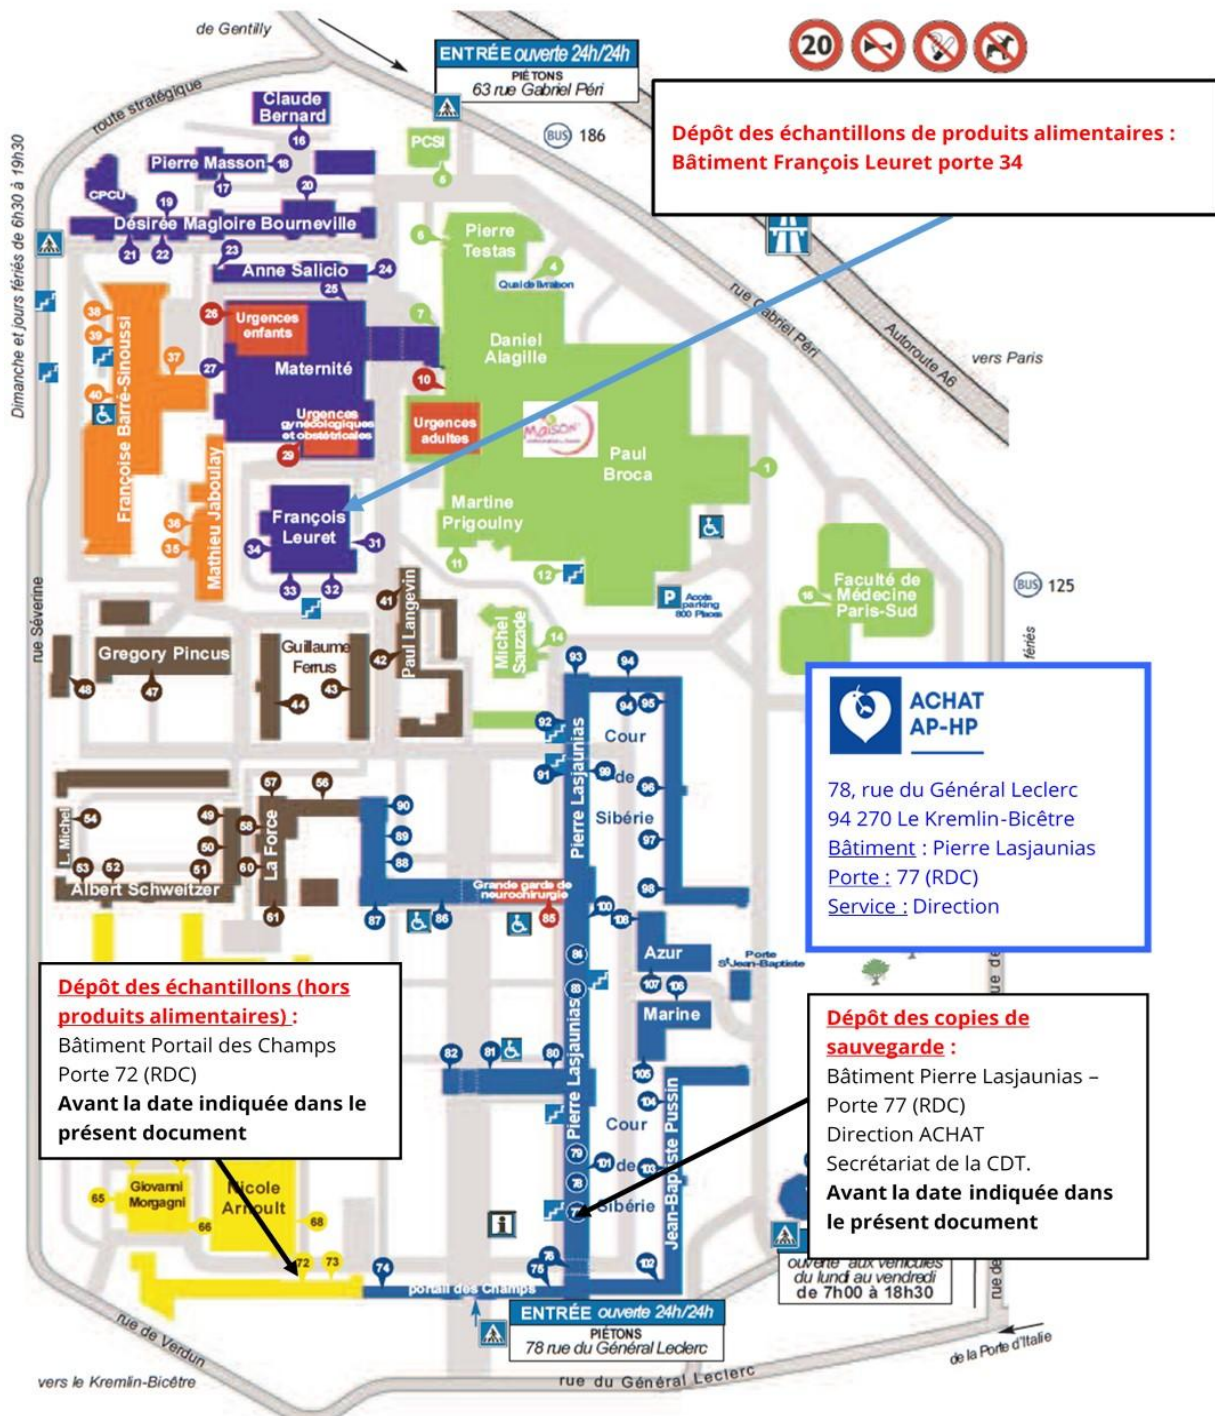 de Gentilly
ENTRÉE ouverte 24h/24h
PIÉTONS
63 rue Gabriel Péri
20
route stratégique
BUS 186
Dépôt des échantillons de produits alimentaires :
Bâtiment François Leuret porte 34
Claude
Bernard
16
Pierre Masson
18
17
CPCU
19
20
Désirée Magloire Bourneville
21
22
23
Anne Salicio
24
25
PCSI
Pierre
Testas
6
4
Quai de livraison
rue Gabriel Péri
Autoroute A6
vers Paris
Dimanche et jours fériés de 6h30 à 19h30
26
Urgences
enfants
27
Maternité
7
Daniel
Alagille
10
Urgences
gynécologiques
et obstétricales
29
Urgences
adultes
Maison
Paul
Broca
1
38
39
37
40
Françoise Barré-Sinoussi
Mathieu Jaboulay
36
35
François
Leuret
34
31
33
32
Martine
Prigoulny
11
12
P
Accès
parking
800 Places
Faculté de
Médecine
Paris-Sud
BUS 125
fériés
rue Séverine
41
Paul Langevin
42
Michel
Sauzade
14
Gregory Pincus
48
47
Guillaume
Ferrus
44
43
93
94
94
95
92
Cour
91
99
de
96
Sibérie
97
98
Pierre Lasjaunias
ACHAT
AP-HP
78, rue du Général Leclerc
94 270 Le Kremlin-Bicêtre
Bâtiment : Pierre Lasjaunias
Porte : 77 (RDC)
Service : Direction
57
56
L. Michel
54
49
58
La Force
90
89
50
60
88
53
52
51
Albert Schweitzer
61
87
86
Grande garde de
neurochirurgie
85
100
108
84
Azur
83
107
106
Porte
St Jean-Baptiste
Marine
105
rue de
Dépôt des échantillons (hors
produits alimentaires) :
Bâtiment Portail des Champs
Porte 72 (RDC)
Avant la date indiquée dans le
présent document
82
81
80
Pierre Lasjaunias
104
Cour
79
101
de
103
78
77
Sibérie
Jean-Baptiste Pussin
Dépôt des copies de
sauvegarde :
Bâtiment Pierre Lasjaunias –
Porte 77 (RDC)
Direction ACHAT
Secrétariat de la CDT.
Avant la date indiquée dans
le présent document
65
Giovanni
Morgagni
66
Nicole
Arnoult
68
72
73
74
portail des Champs
75
76
102
i
ouverte aux véhicules
du lundi au vendredi
de 7h00 à 18h30
rue de
ENTRÉE ouverte 24h/24h
PIÉTONS
78 rue du Général Leclerc
rue de Verdun
vers le Kremlin-Bicêtre
rue du Général Leclerc
de la Porte d'Italie